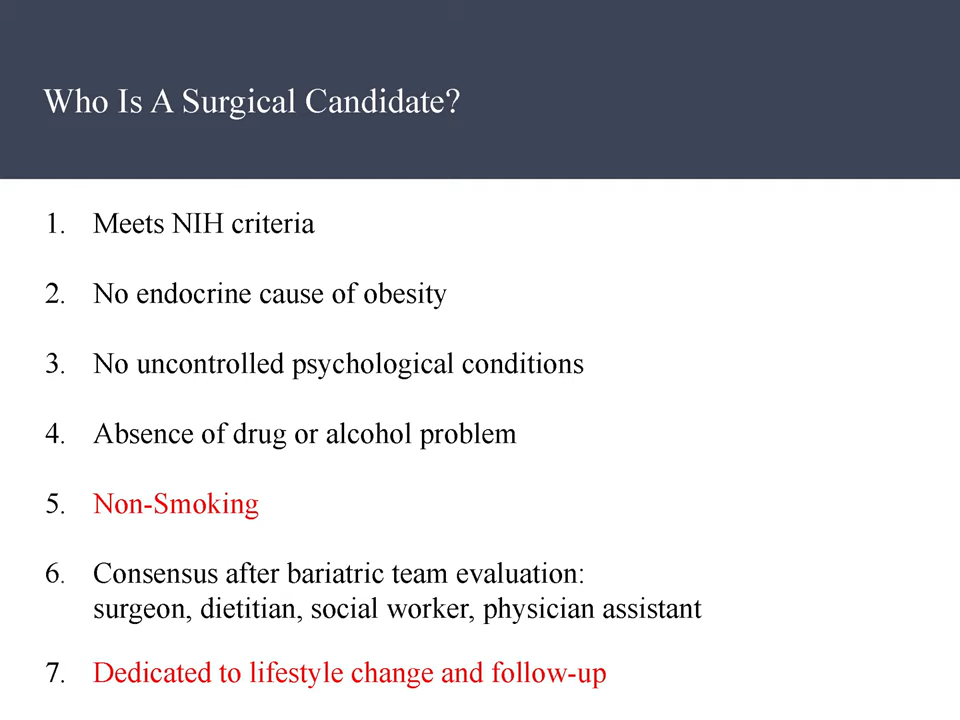 Who Is A Surgical Candidate?
1. Meets NIH criteria
2. No endocrine cause of obesity
3. No uncontrolled psychological conditions
4. Absence of drug or alcohol problem
5. Non-Smoking
6. Consensus after bariatric team evaluation:
surgeon, dietitian, social worker, physician assistant
7. Dedicated to lifestyle change and follow-up